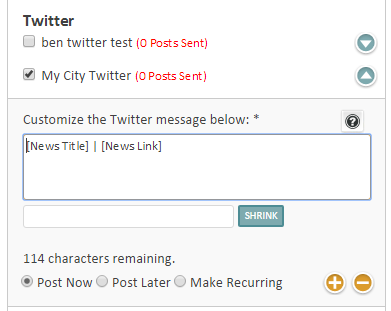 Twitter
ben twitter test (0 Posts Sent)
My City Twitter (0 Posts Sent)
Customize the Twitter message below: *
?
[News Title] | [News Link]
SHRINK
114 characters remaining.
Post Now Post Later Make Recurring